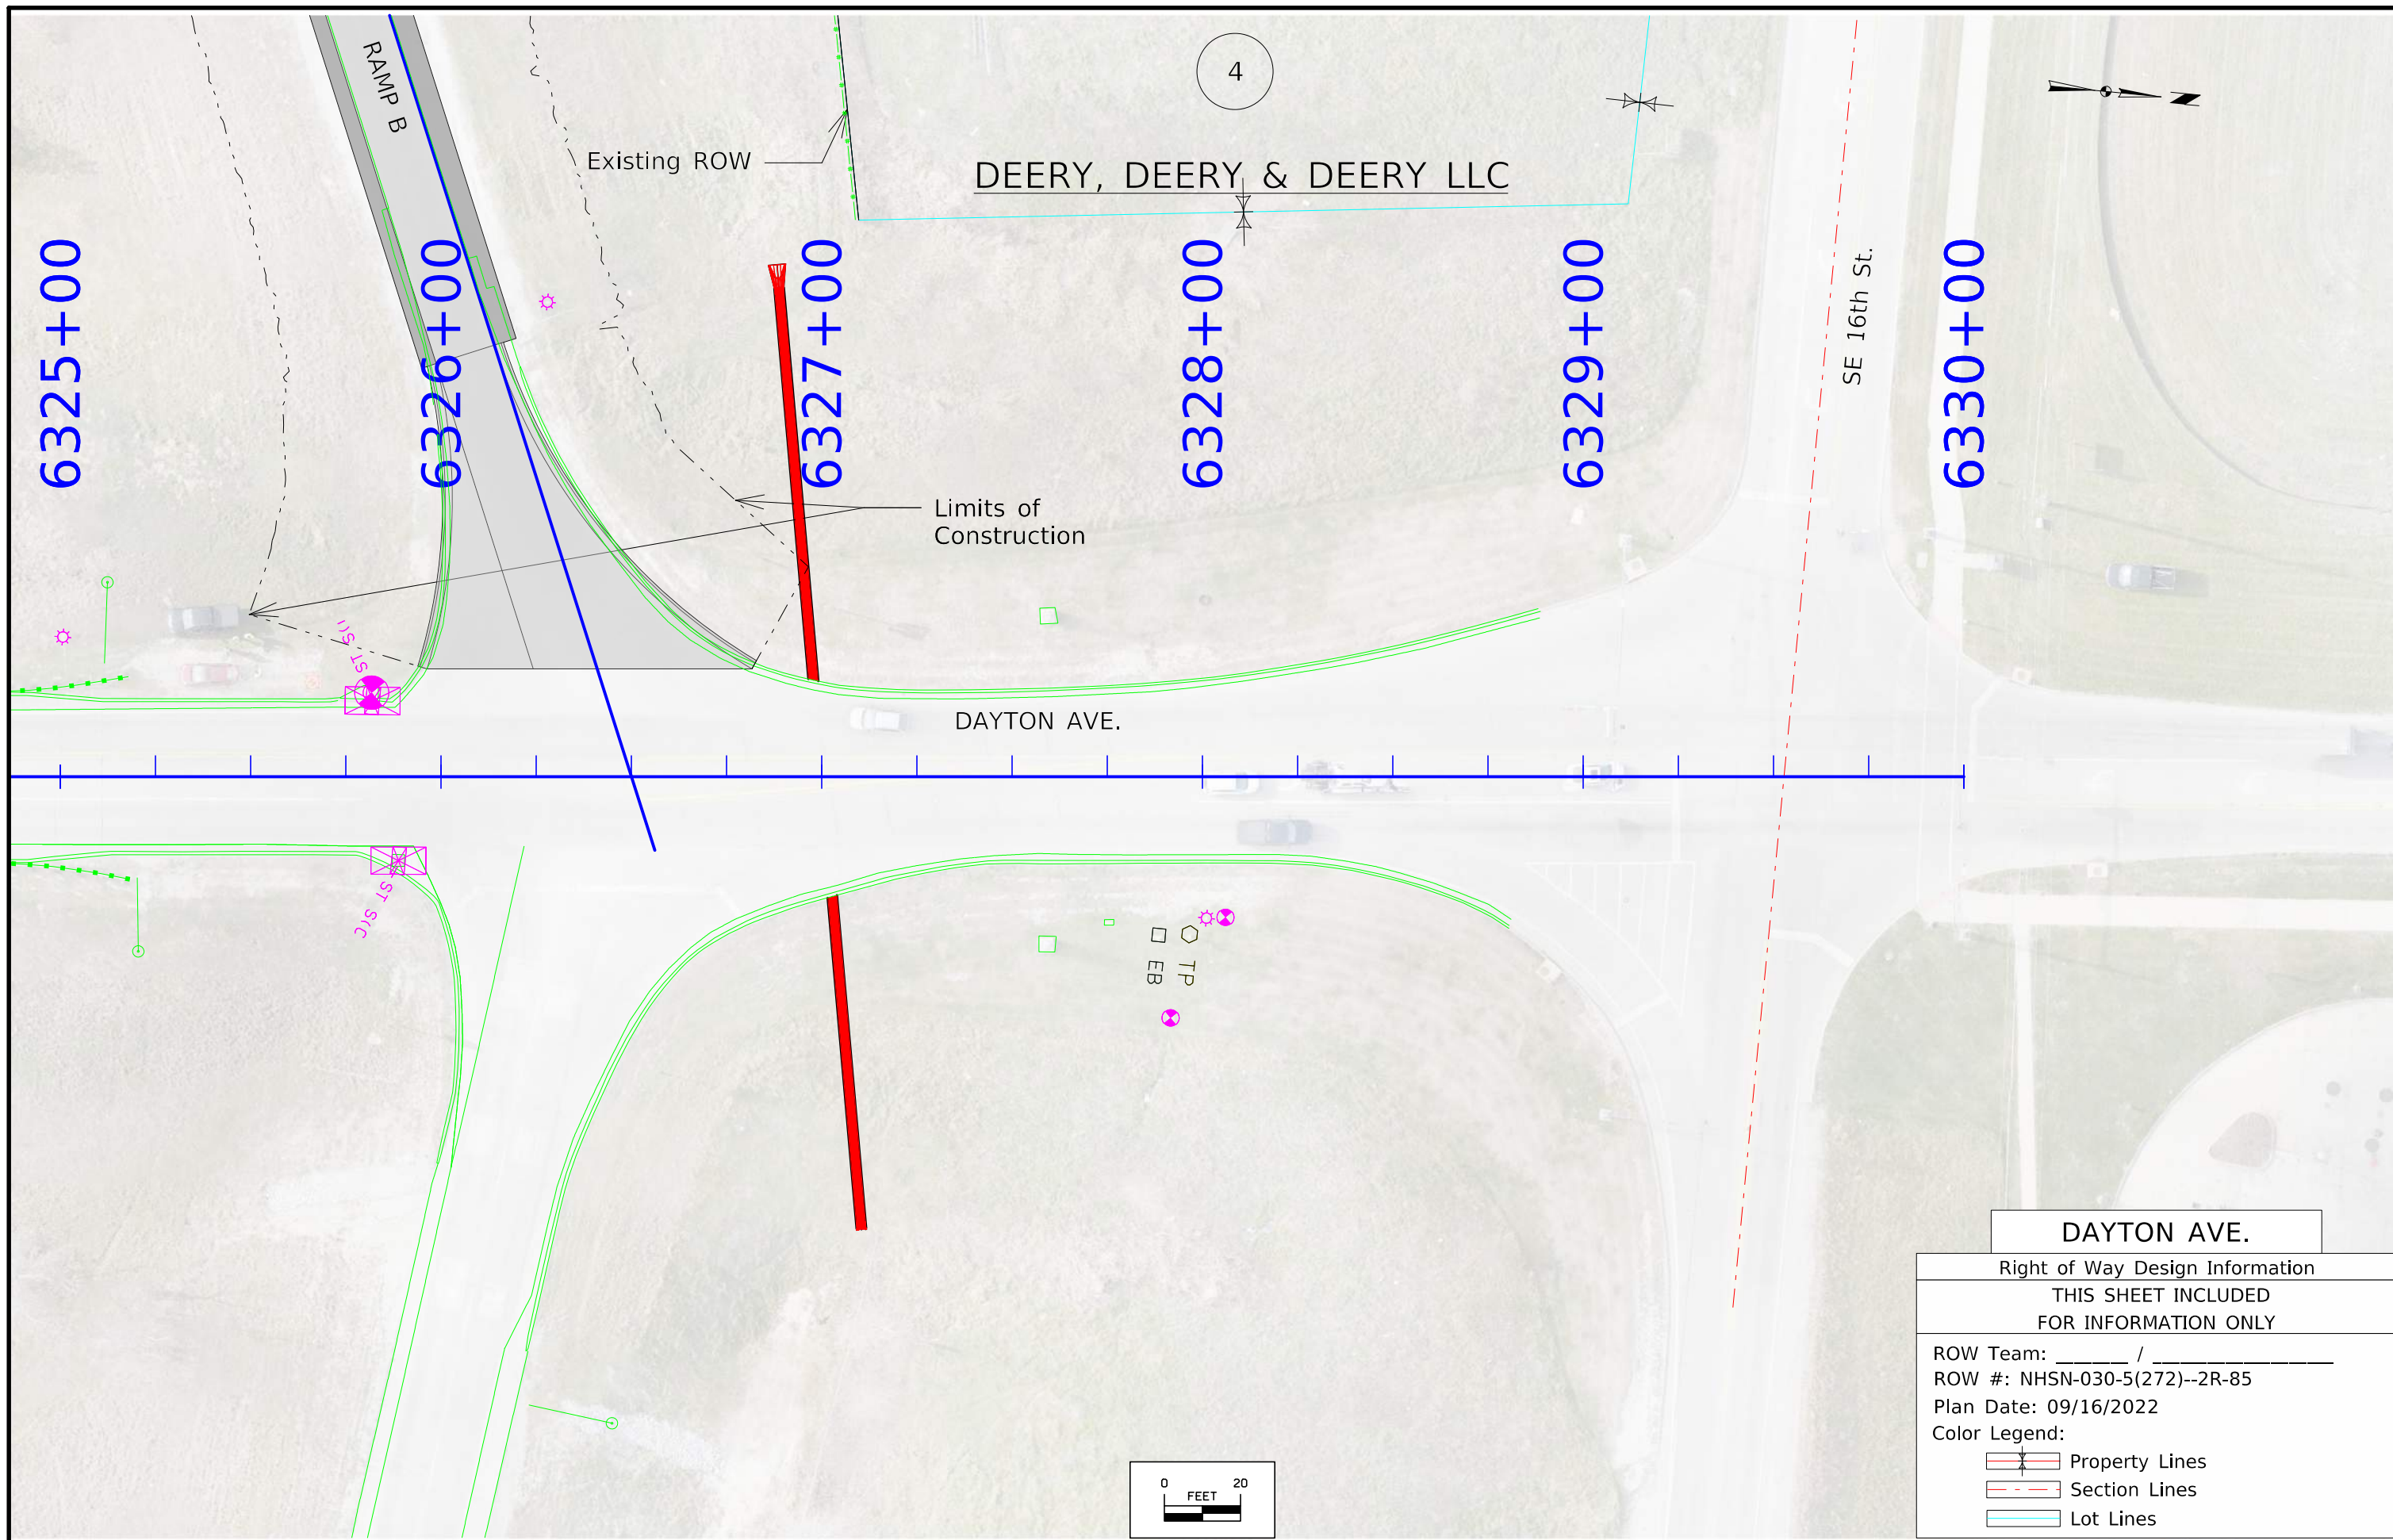 RAMP B
4
Existing ROW
DEERY, DEERY & DEERY LLC
6325+00
6326+00
6327+00
6328+00
6329+00
6330+00
SE 16th St.
Limits of
Construction
DAYTON AVE.
ST S(I
ST S(C
EB
TP
0 20
FEET
DAYTON AVE.
Right of Way Design Information
THIS SHEET INCLUDED
FOR INFORMATION ONLY
ROW Team: ______ / _______________
ROW #: NHSN-030-5(272)--2R-85
Plan Date: 09/16/2022
Color Legend:
Property Lines
Section Lines
Lot Lines